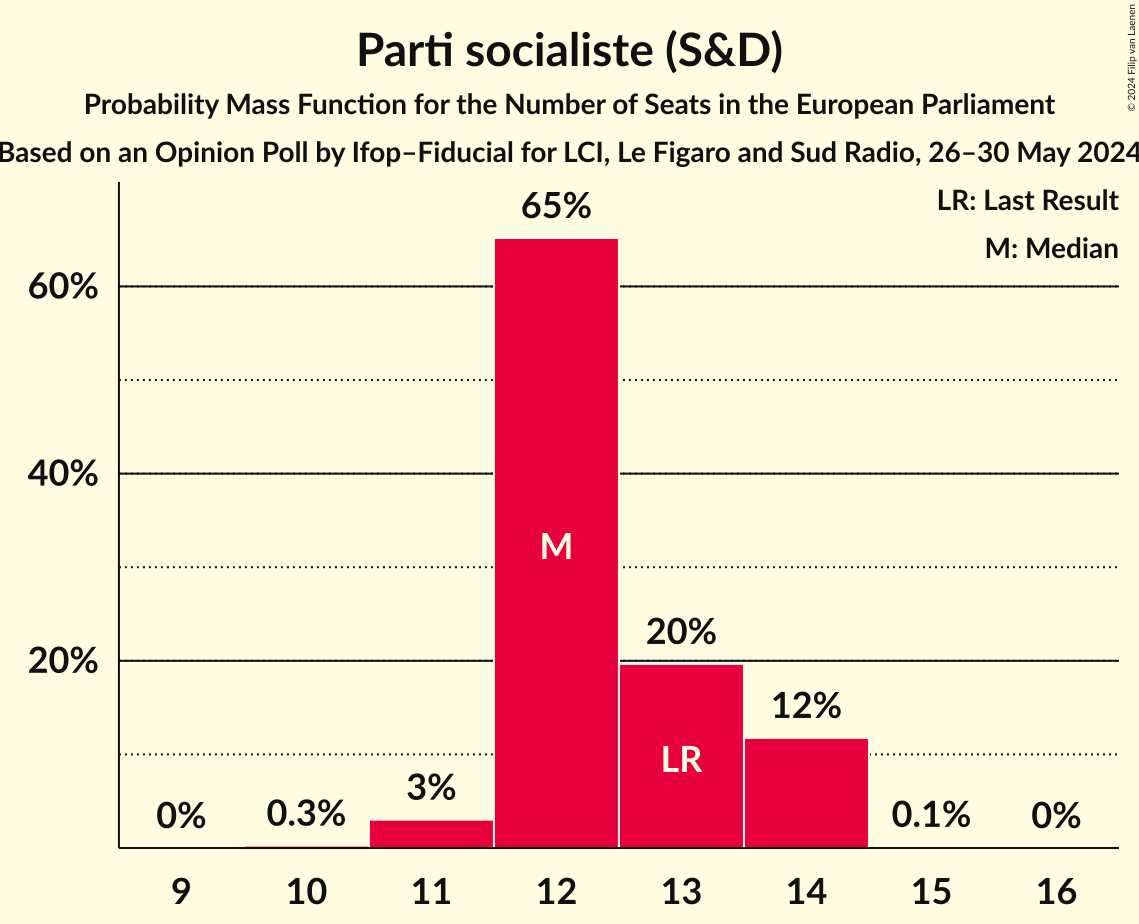 Parti socialiste (S&D)
Probability Mass Function for the Number of Seats in the European Parliament
Based on an Opinion Poll by Ifop–Fiducial for LCI, Le Figaro and Sud Radio, 26–30 May 2024
© 2024 Filip van Laenen
LR: Last Result
M: Median
65%
60%
40%
M
20%
20%
12%
LR
3%
0%
0.3%
0.1%
0%
9
10
11
12
13
14
15
16